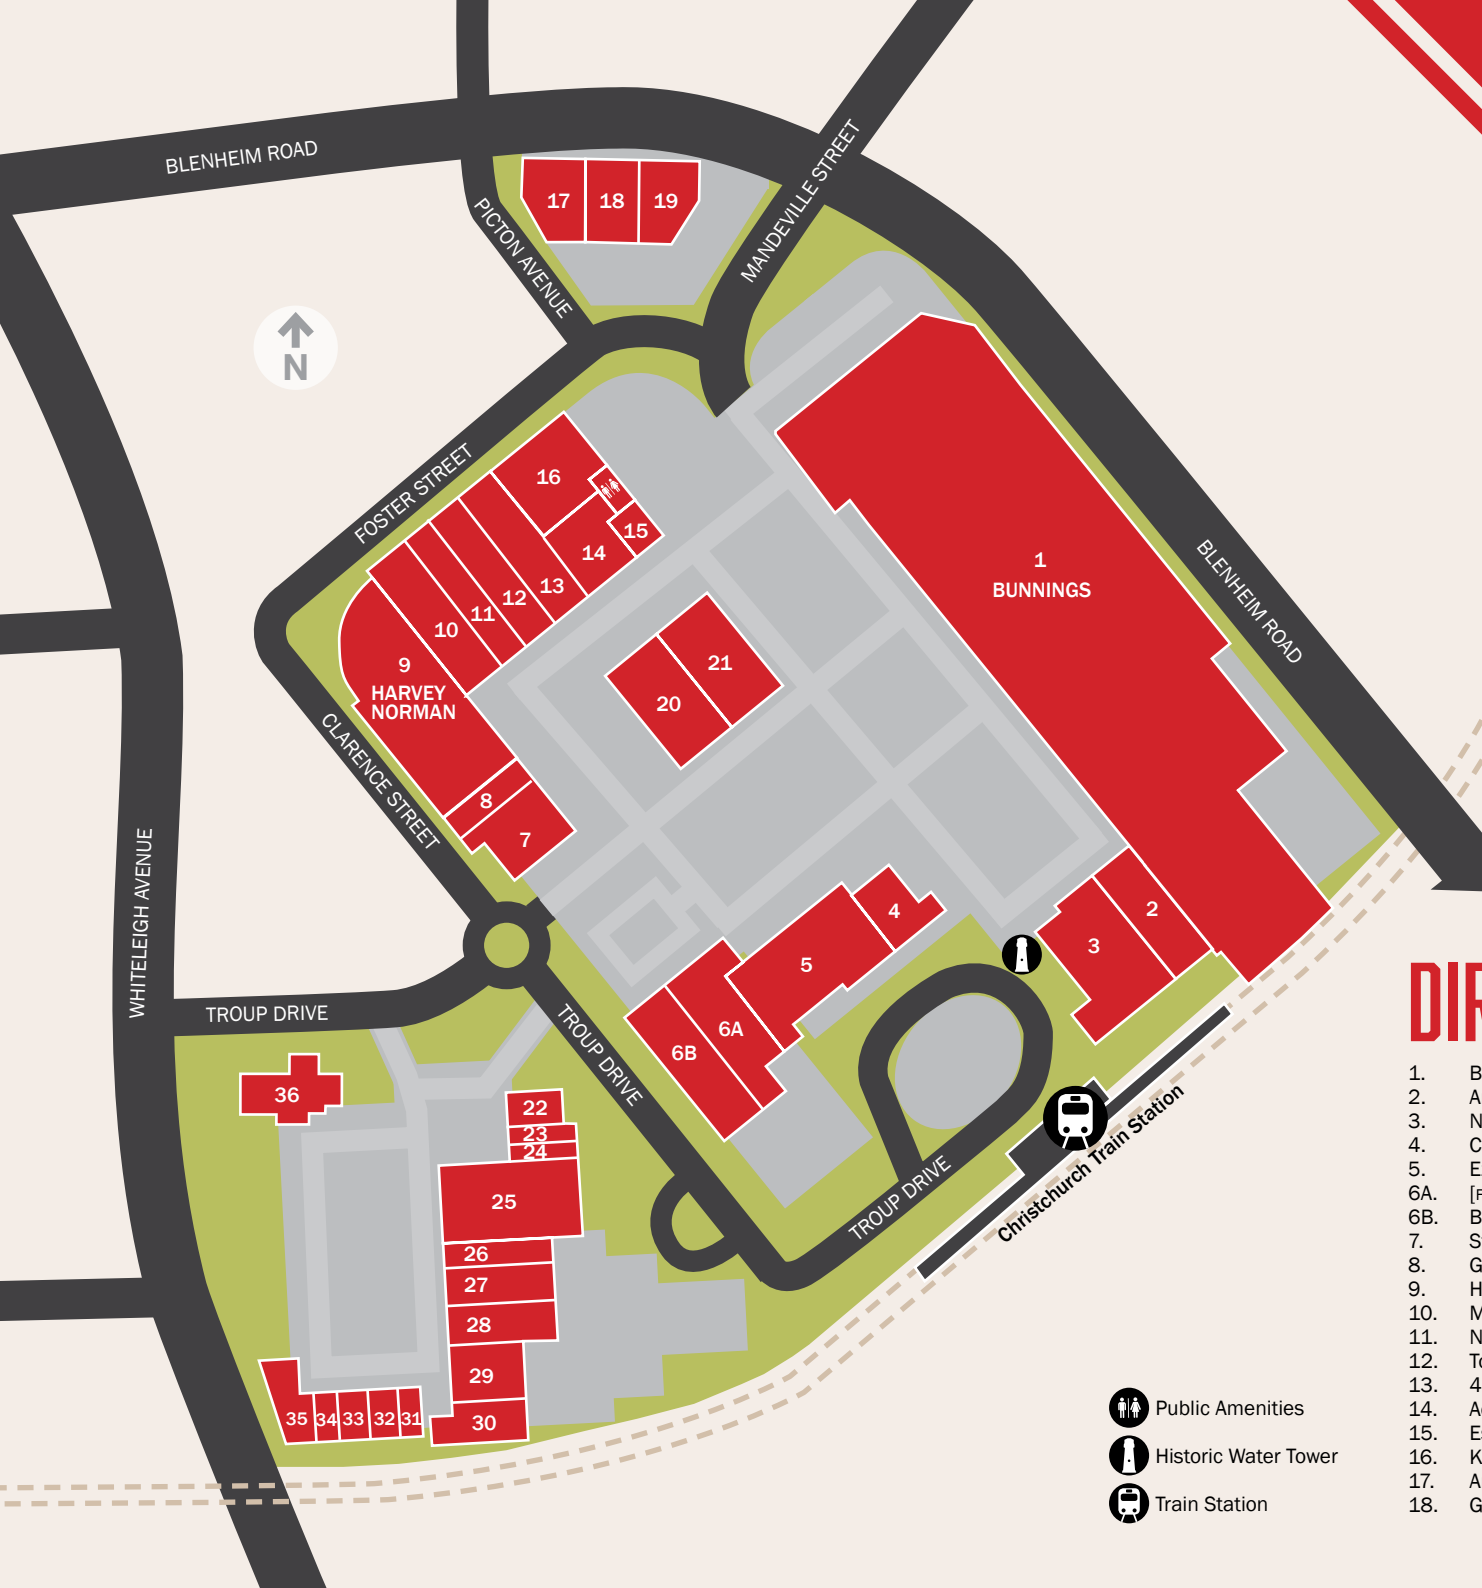 BLENHEIM ROAD
MANDEVILLE STREET
17
18
19
PICTON AVENUE
N
FOSTER STREET
16
15
14
13
12
11
10
9
HARVEY
NORMAN
1
BUNNINGS
BLENHEIM ROAD
21
20
CLARENCE STREET
8
7
WHITELEIGH AVENUE
4
2
3
5
6A
6B
TROUP DRIVE
TROUP DRIVE
TROUP DRIVE
Christchurch Train Station
36
22
23
24
25
26
27
28
29
30
35
34
33
32
31
Public Amenities
Historic Water Tower
Train Station
DIR
1. B
2. A
3. N
4. C
5. E
6A. [F
6B. B
7. S
8. G
9. H
10. M
11. N
12. To
13. 4
14. A
15. E
16. K
17. A
18. G